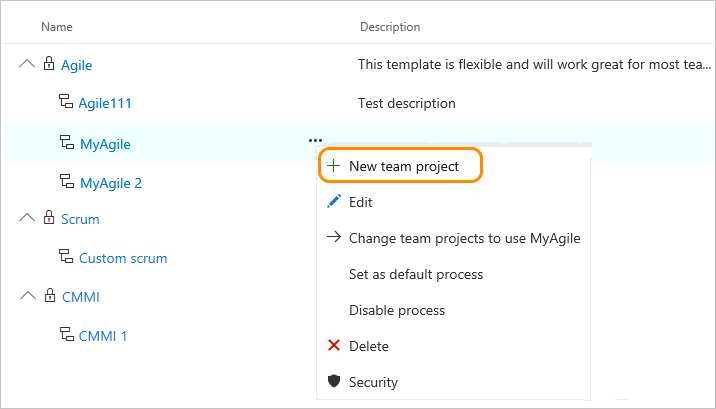 Name Description
Agile This template is flexible and will work great for most tea...
Agile111 Test description
MyAgile ...
New team project
MyAgile 2
Edit
Scrum
Change team projects to use MyAgile
Custom scrum
Set as default process
CMMI
Disable process
CMMI 1
Delete
Security